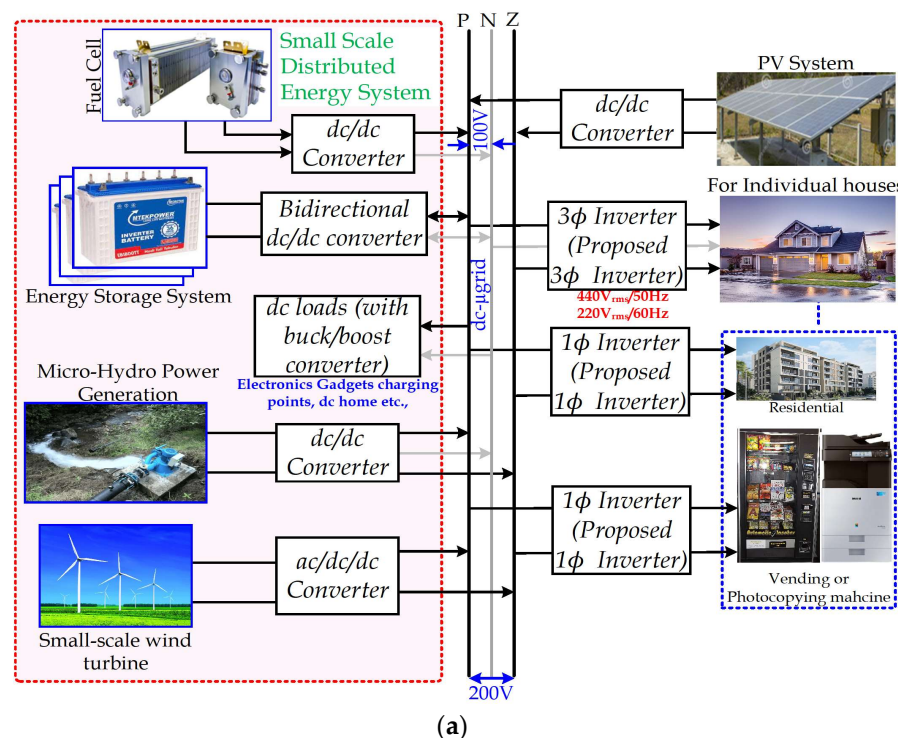 P N Z
Small Scale
Distributed
Energy System
Fuel Cell
dc/dc
Converter
100V
PV System
dc/dc
Converter
For Individual houses
MTEKPOWER
INVERTER
BATTERY
Energy Storage System
Bidirectional
dc/dc converter
3ϕ Inverter
(Proposed
3ϕ Inverter)
440Vrms/50Hz
220Vrms/60Hz
dc-μgrid
dc loads (with
buck/boost
converter)
Electronics Gadgets charging
points, dc home etc.,
1ϕ Inverter
(Proposed
1ϕ Inverter)
Residential
Micro-Hydro Power
Generation
dc/dc
Converter
1ϕ Inverter
(Proposed
1ϕ Inverter)
Vending or
Photocopying mahcine
ac/dc/dc
Converter
Small-scale wind
turbine
200V
(a)